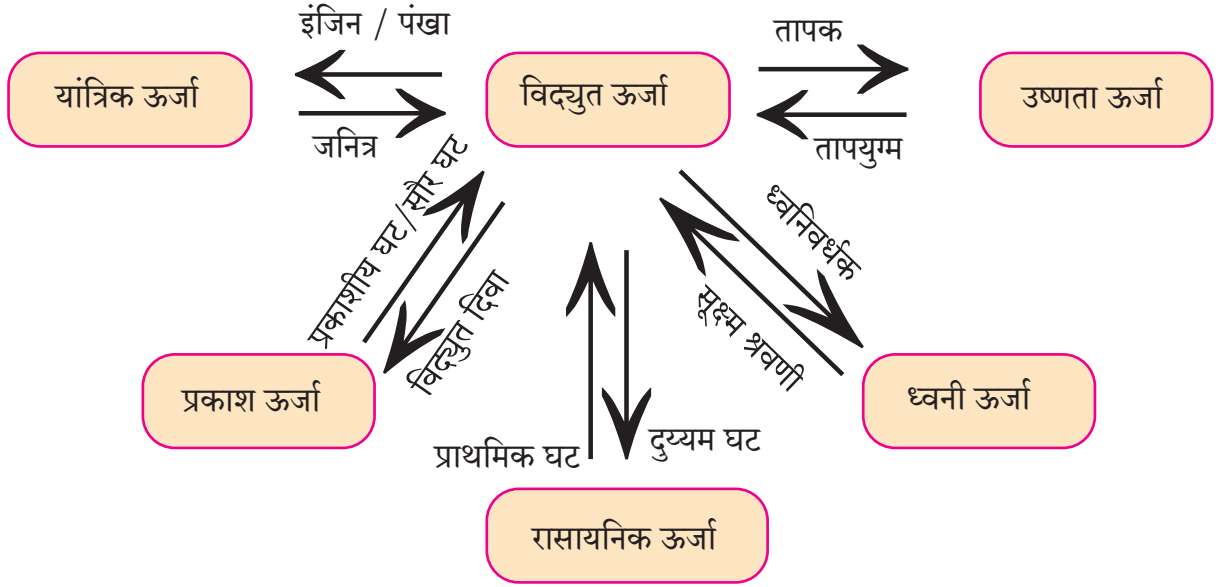 इंजिन / पंखा
तापक
यांत्रिक ऊर्जा
विद्युत ऊर्जा
उष्णता ऊर्जा
जनित्र
तापयुग्म
प्रकाशीय घट/सौर घट
विद्युत दिवा
ध्वनिवर्धक
सूक्ष्म श्रवणी
प्रकाश ऊर्जा
ध्वनी ऊर्जा
प्राथमिक घट
दुय्यम घट
रासायनिक ऊर्जा